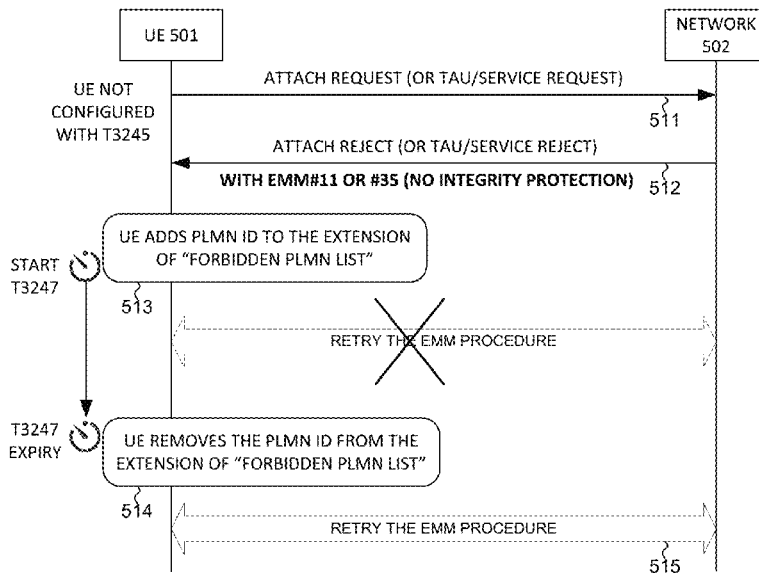 UE 501
NETWORK
502
UE NOT
CONFIGURED
WITH T3245
ATTACH REQUEST (OR TAU/SERVICE REQUEST)
511
ATTACH REJECT (OR TAU/SERVICE REJECT)
WITH EMM#11 OR #35 (NO INTEGRITY PROTECTION)
512
UE ADDS PLMN ID TO THE EXTENSION
OF "FORBIDDEN PLMN LIST"
START
T3247
513
RETRY THE EMM PROCEDURE
T3247
EXPIRY
UE REMOVES THE PLMN ID FROM THE
EXTENSION OF "FORBIDDEN PLMN LIST"
514
RETRY THE EMM PROCEDURE
515